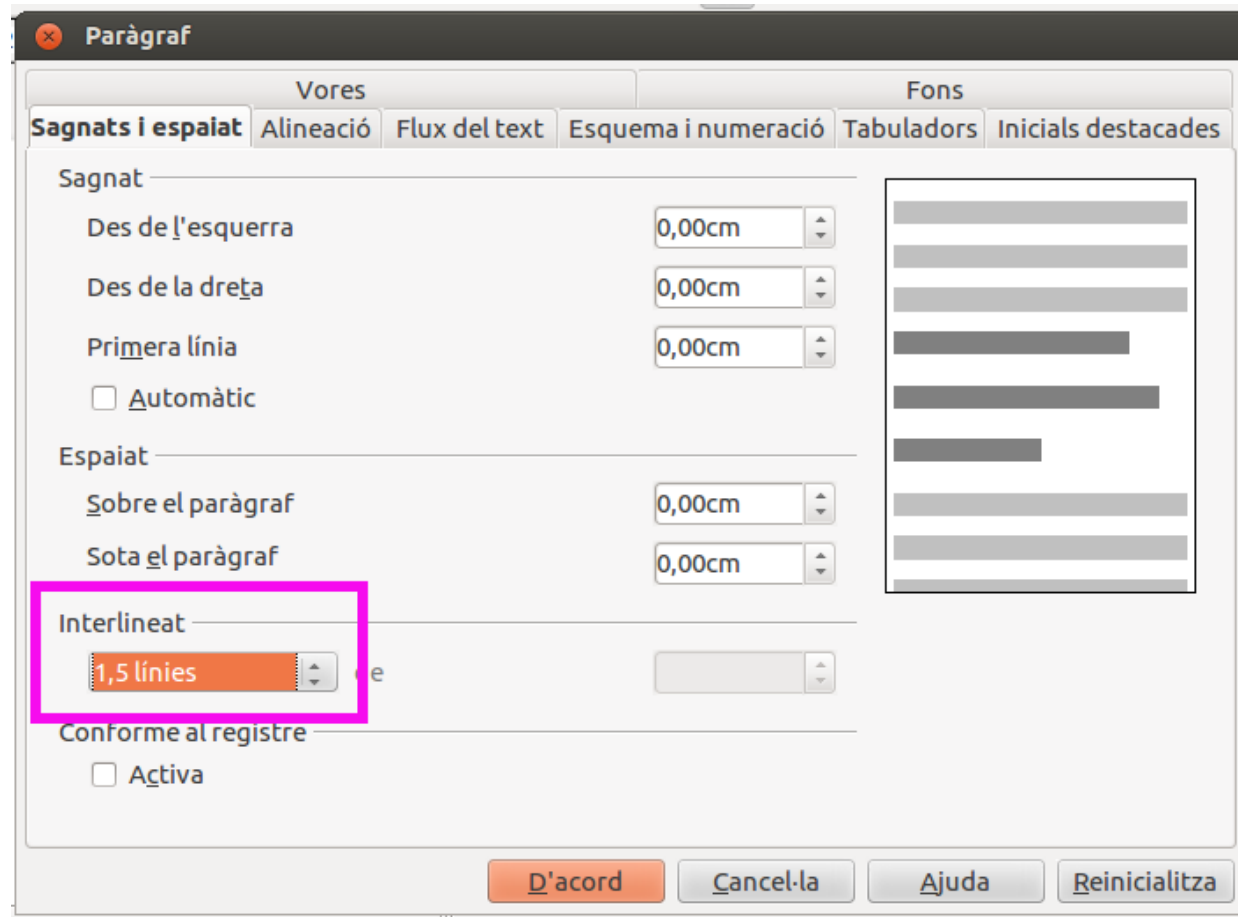 Paràgraf
Vores Fons
Sagnats i espaiat Alineació Flux del text Esquema i numeració Tabuladors Inicials destacades
Sagnat
Des de l'esquerra 0,00cm
Des de la dreta 0,00cm
Primera línia 0,00cm
Automàtic
Espaiat
Sobre el paràgraf 0,00cm
Sota el paràgraf 0,00cm
Interlineat
1,5 línies
Conforme al registre
Activa
D'acord Cancel·la Ajuda Reinicialitza